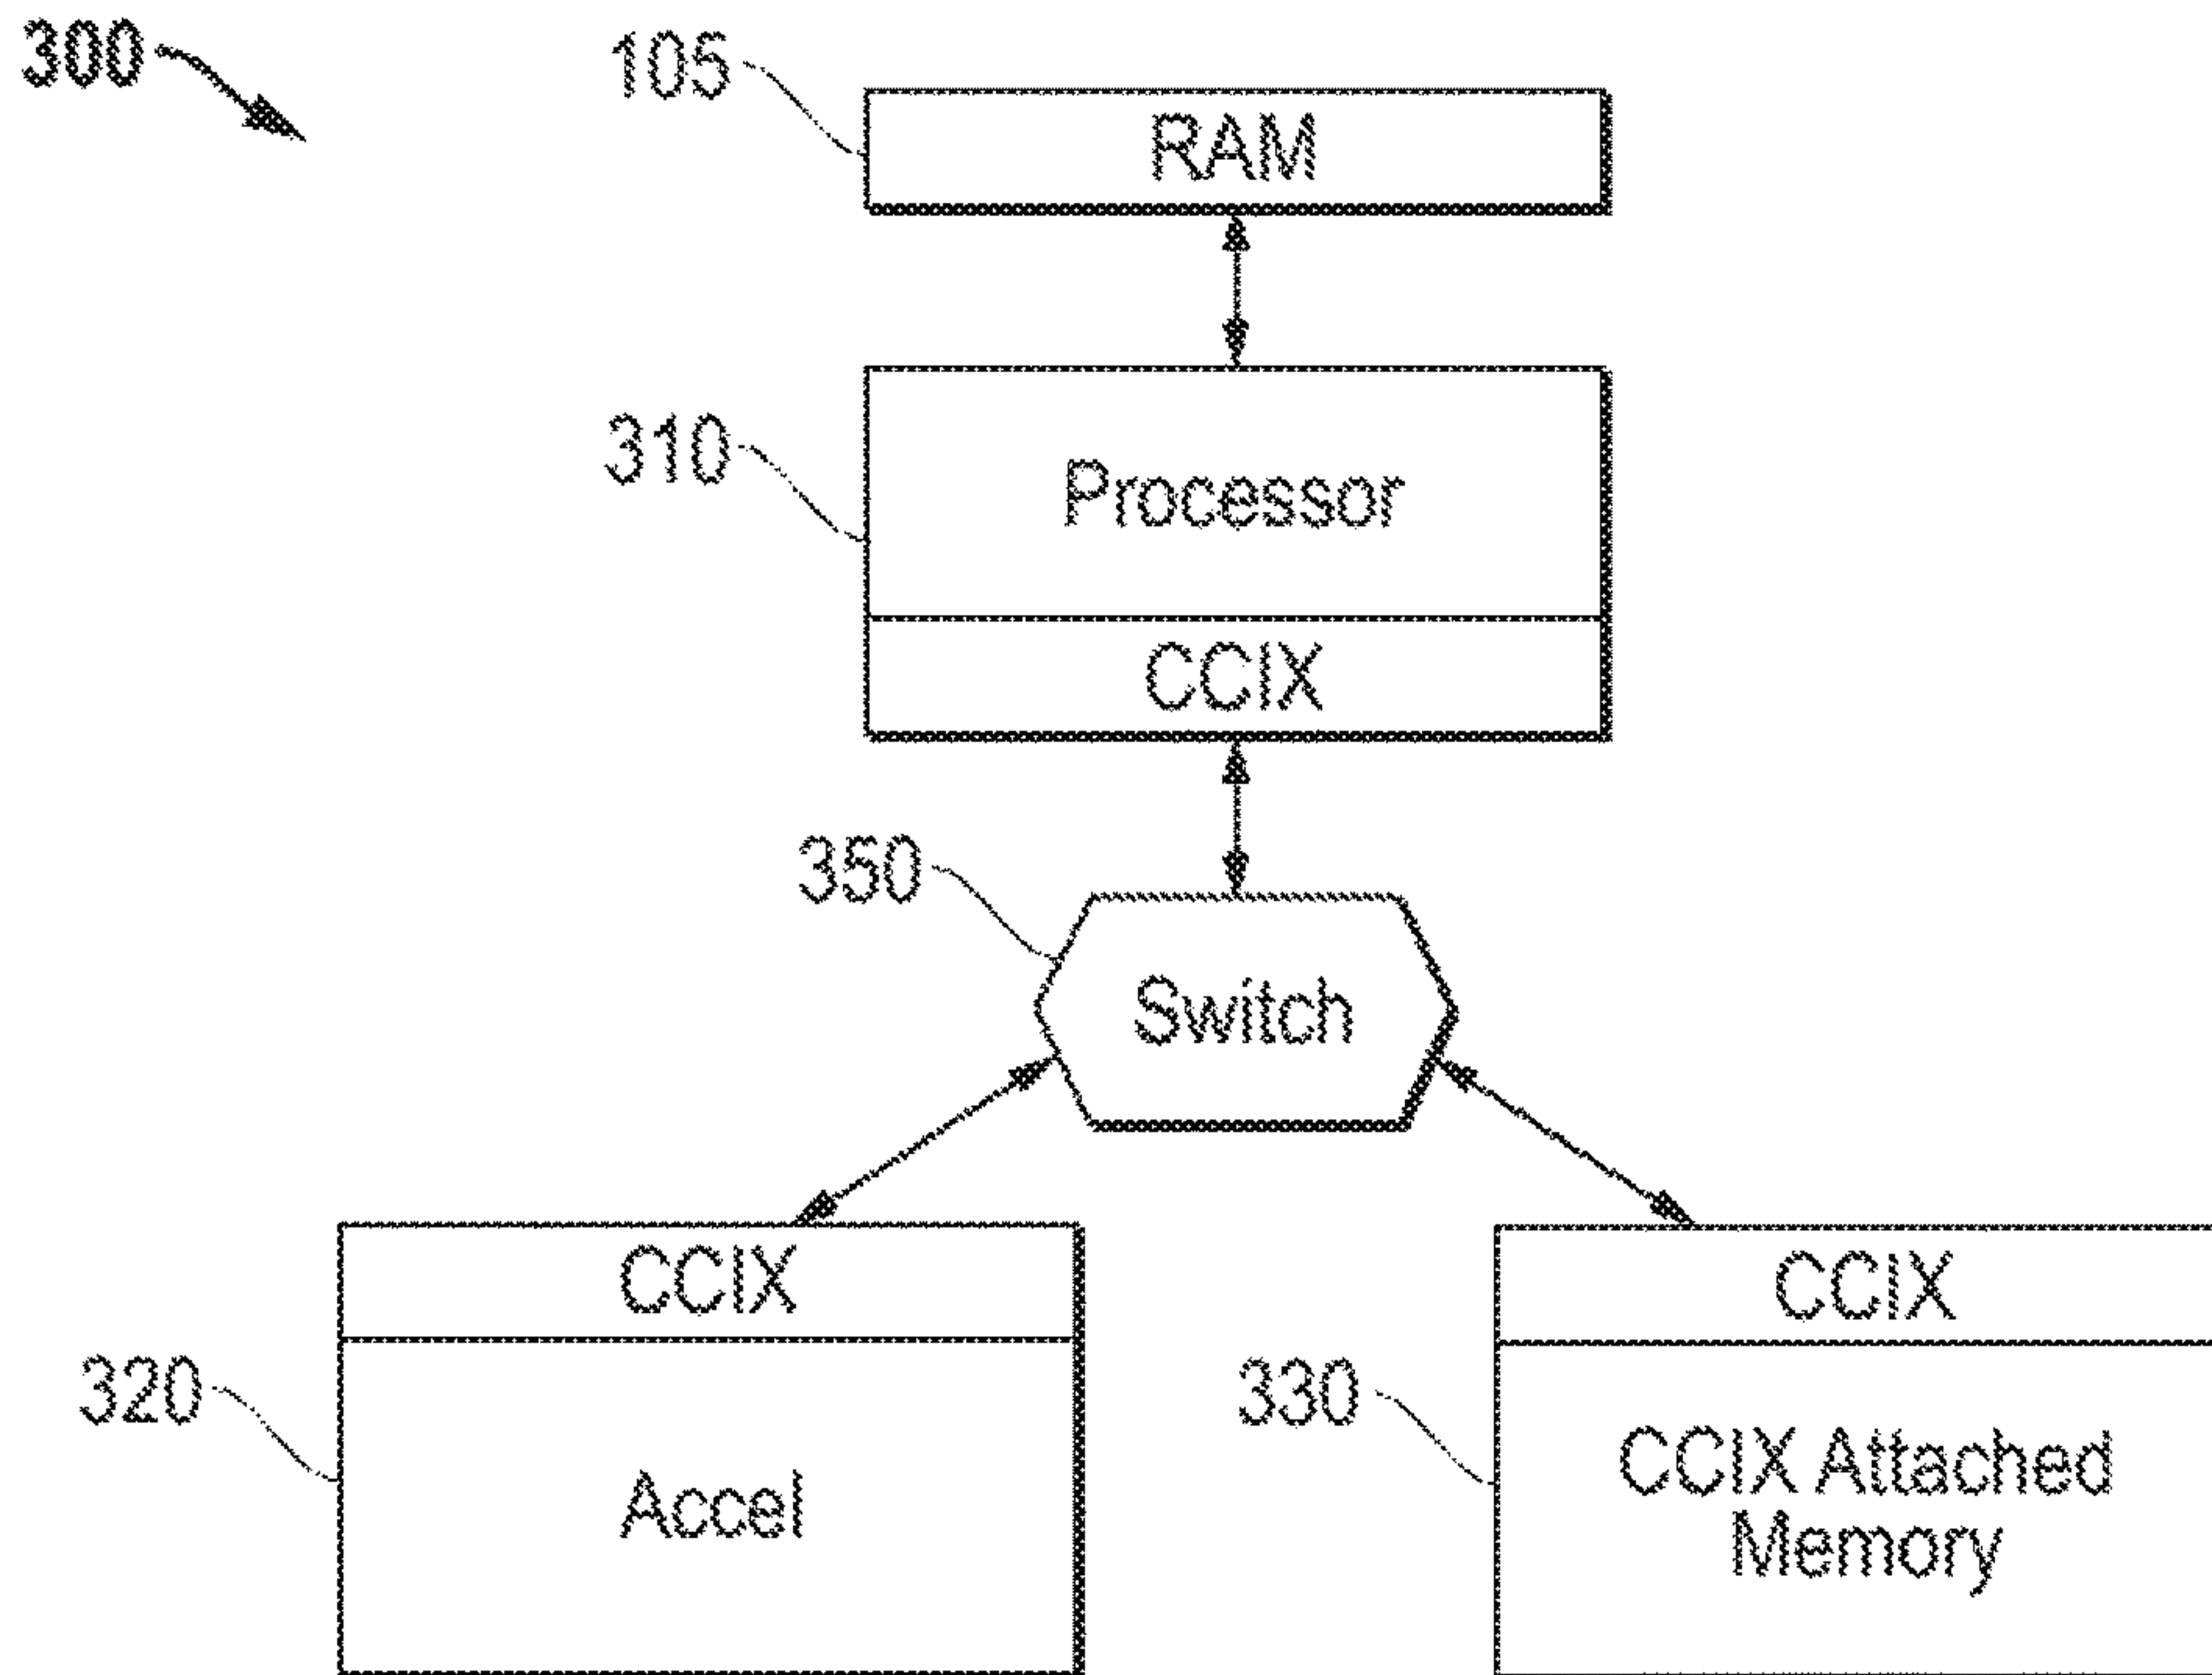 300
105
RAM
310
Processor
CCIX
350
Switch
CCIX
CCIX
320
Accel
330
CCIX Attached
Memory